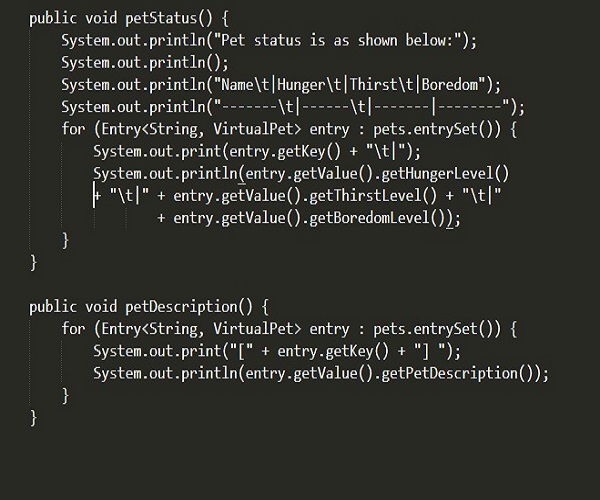 public void petStatus() {
System.out.println("Pet status is as shown below:");
System.out.println();
System.out.println("Name\t|Hunger\t|Thirst\t|Boredom");
System.out.println("-------\t|------\t|-------|--------");
for (Entry<String, VirtualPet> entry : pets.entrySet()) {
System.out.print(entry.getKey() + "\t|");
System.out.println(entry.getValue().getHungerLevel()
+ "\t|" + entry.getValue().getThirstLevel() + "\t|"
+ entry.getValue().getBoredomLevel());
}
}
public void petDescription() {
for (Entry<String, VirtualPet> entry : pets.entrySet()) {
System.out.print("[" + entry.getKey() + "] ");
System.out.println(entry.getValue().getPetDescription());
}
}